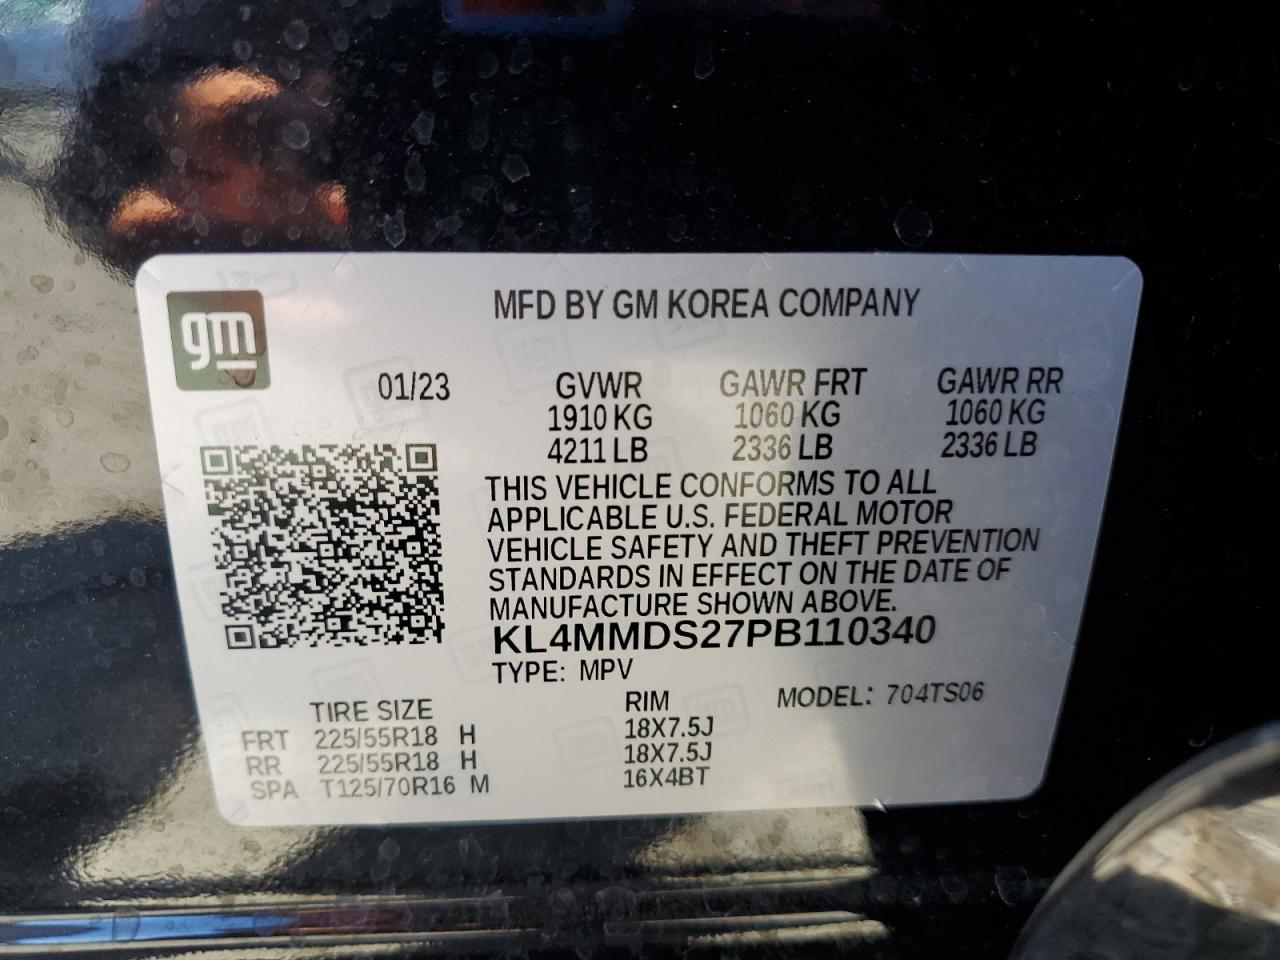 MFD BY GM KOREA COMPANY
gm
01/23 GVWR GAWR FRT GAWR RR
1910 KG 1060 KG 1060 KG
4211 LB 2336 LB 2336 LB
THIS VEHICLE CONFORMS TO ALL
APPLICABLE U.S. FEDERAL MOTOR
VEHICLE SAFETY AND THEFT PREVENTION
STANDARDS IN EFFECT ON THE DATE OF
MANUFACTURE SHOWN ABOVE.
KL4MMDS27PB110340
TYPE: MPV
TIRE SIZE RIM MODEL: 704TS06
FRT 225/55R18 H 18X7.5J
RR 225/55R18 H 18X7.5J
SPA T125/70R16 M 16X4BT